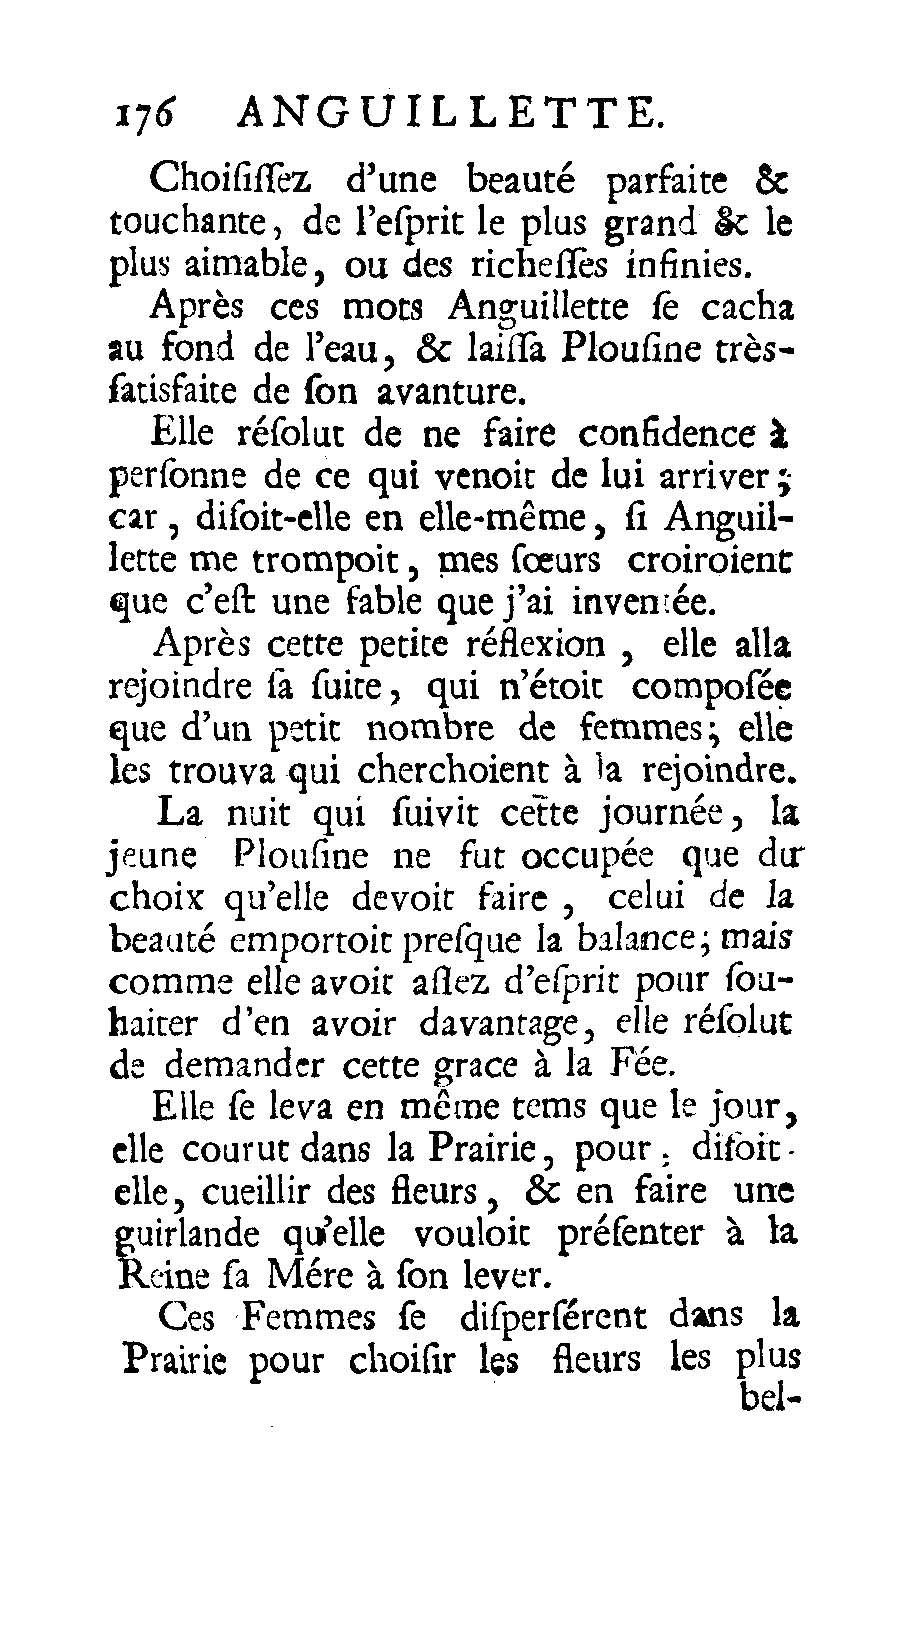 176 ANGUILLETTE.
Choiſiſſez d'une beauté parfaite &
touchante, de l'eſprit le plus grand & le
plus aimable, ou des richeſſes infinies.
Après ces mots Anguillette ſe cacha
au fond de l'eau, & laiſſa Plouſine très-
ſatisfaite de ſon avanture.
Elle réſolut de ne faire confidence à
perſonne de ce qui venoit de lui arriver;
car, diſoit-elle en elle-même, ſi Anguil-
lette me trompoit, mes ſœurs croiroient
que c'eſt une fable que j'ai inventée.
Après cette petite réflexion, elle alla
rejoindre ſa ſuite, qui n'étoit compoſée
que d'un petit nombre de femmes; elle
les trouva qui cherchoient à la rejoindre.
La nuit qui ſuivit cette journée, la
jeune Plouſine ne fut occupée que du
choix qu'elle devoit faire, celui de la
beauté emportoit preſque la balance; mais
comme elle avoit aſſez d'eſprit pour ſou-
haiter d'en avoir davantage, elle réſolut
de demander cette grace à la Fée.
Elle ſe leva en même tems que le jour,
elle courut dans la Prairie, pour, diſoit-
elle, cueillir des fleurs, & en faire une
guirlande qu'elle vouloit préſenter à la
Reine ſa Mére à ſon lever.
Ces Femmes ſe diſperſérent dans la
Prairie pour choiſir les fleurs les plus
bel-